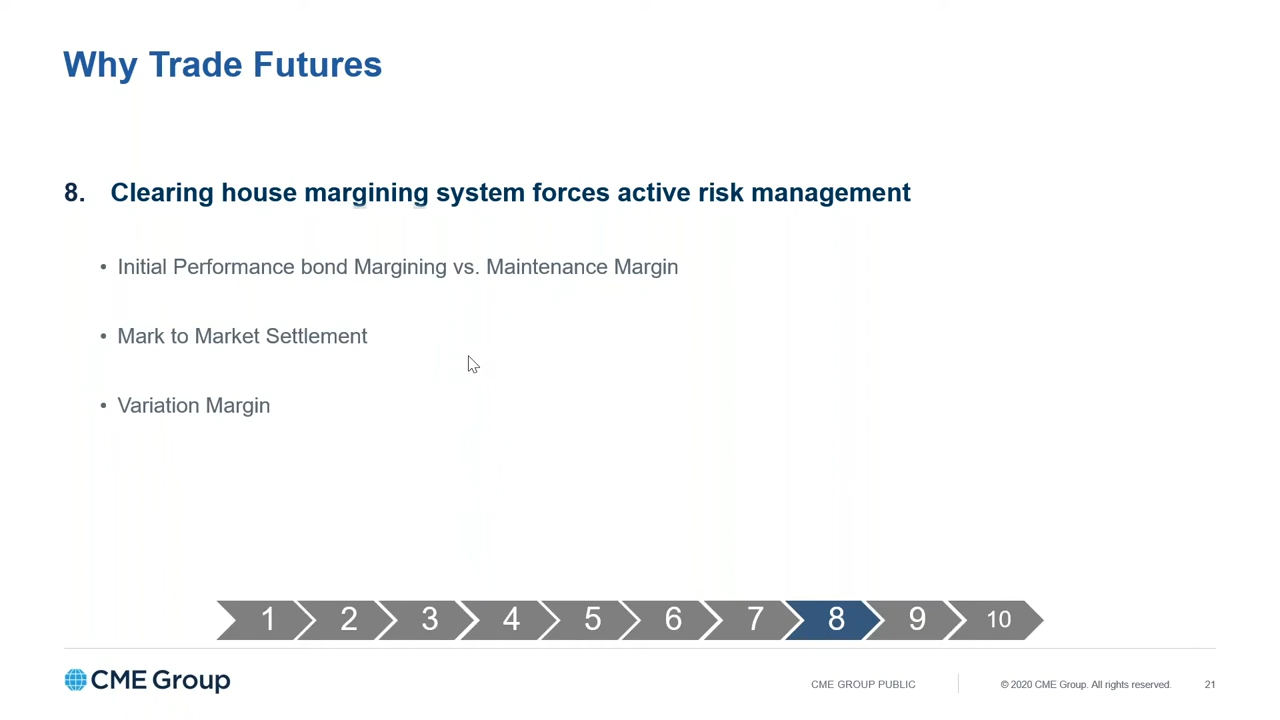 Why Trade Futures
8. Clearing house margining system forces active risk management
• Initial Performance bond Margining vs. Maintenance Margin
• Mark to Market Settlement
• Variation Margin
1 2 3 4 5 6 7 8 9 10
CME Group
CME GROUP PUBLIC
© 2020 CME Group. All rights reserved.
21